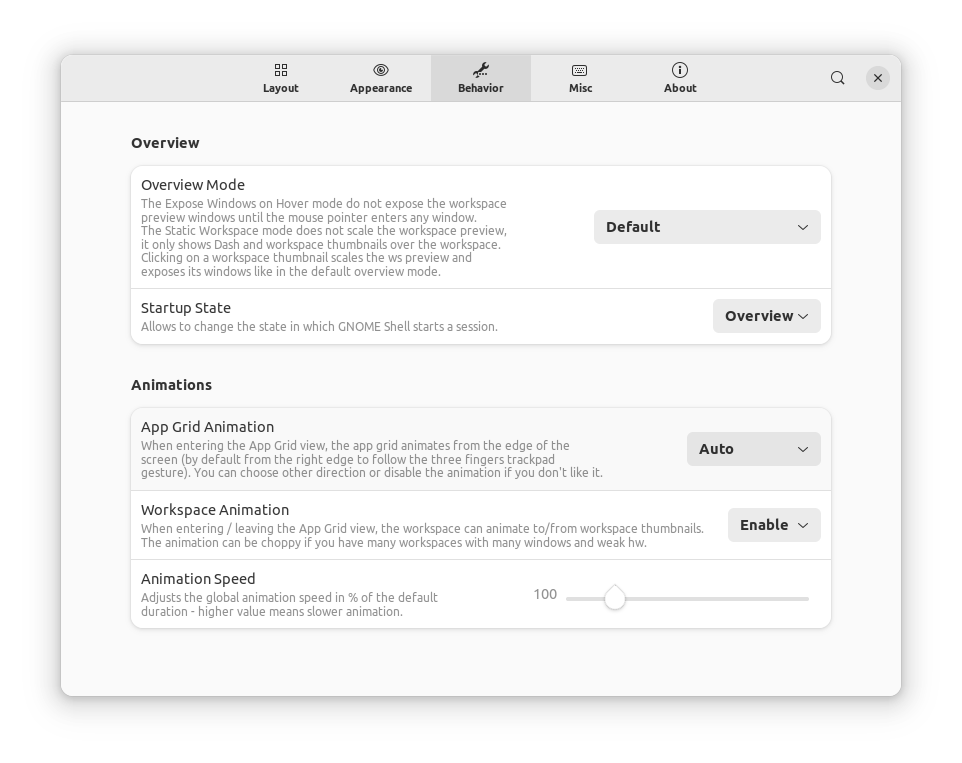 Layout
Appearance
Behavior
Misc
About
Overview
Overview Mode
The Expose Windows on Hover mode do not expose the workspace
preview windows until the mouse pointer enters any window.
The Static Workspace mode does not scale the workspace preview,
it only shows Dash and workspace thumbnails over the workspace.
Clicking on a workspace thumbnail scales the ws preview and
exposes its windows like in the default overview mode.
Default
Startup State
Allows to change the state in which GNOME Shell starts a session.
Overview
Animations
App Grid Animation
When entering the App Grid view, the app grid animates from the edge of the
screen (by default from the right edge to follow the three fingers trackpad
gesture). You can choose other direction or disable the animation if you don't like it.
Auto
Workspace Animation
When entering / leaving the App Grid view, the workspace can animate to/from workspace thumbnails.
The animation can be choppy if you have many workspaces with many windows and weak hw.
Enable
Animation Speed
Adjusts the global animation speed in % of the default
duration - higher value means slower animation.
100